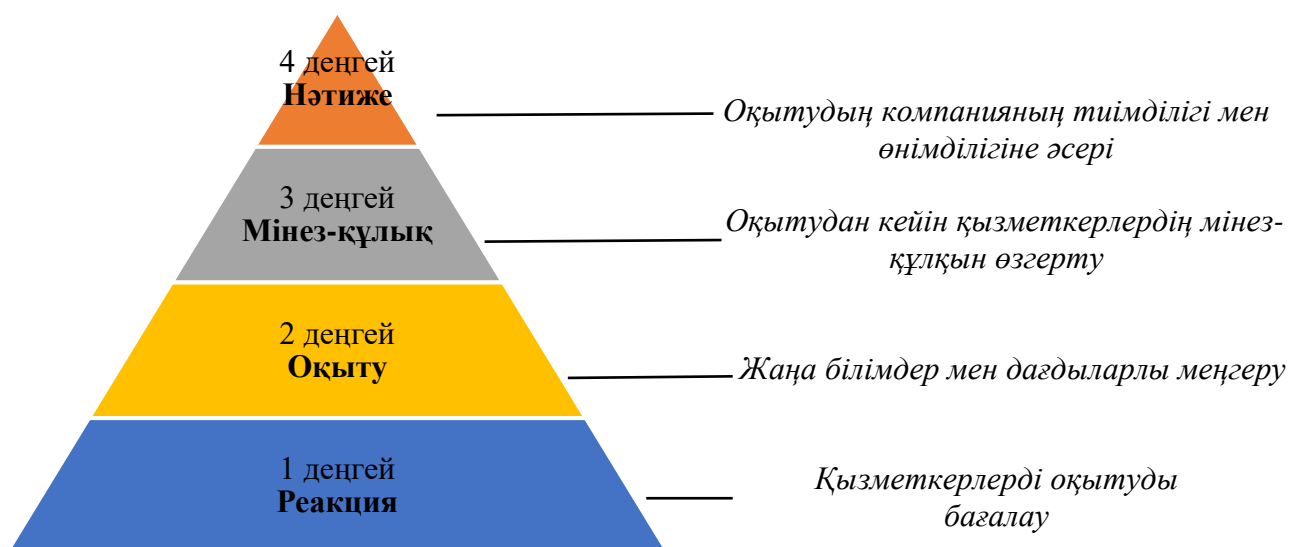 4 деңгей
Нәтиже
Оқытудың компанияның тиімділігі мен
өнімділігіне әсері
3 деңгей
Мінез-құлық
Оқытудан кейін қызметкерлердің мінез-
құлқын өзгерту
2 деңгей
Оқыту
Жаңа білімдер мен дағдыларлы меңгеру
1 деңгей
Реакция
Қызметкерлерді оқытуды
бағалау